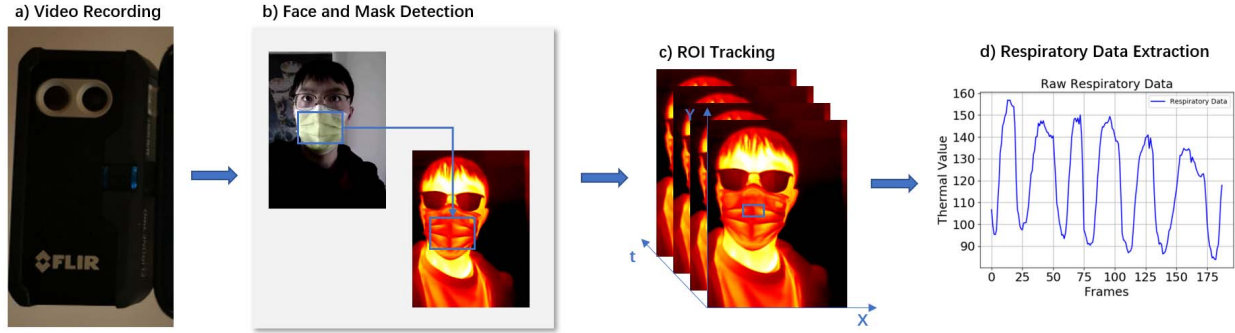 a) Video Recording
b) Face and Mask Detection
c) ROI Tracking
d) Respiratory Data Extraction
FLIR
Y
t
X
Raw Respiratory Data
Respiratory Data
Thermal Value
160
150
140
130
120
110
100
90
0 25 50 75 100 125 150 175
Frames